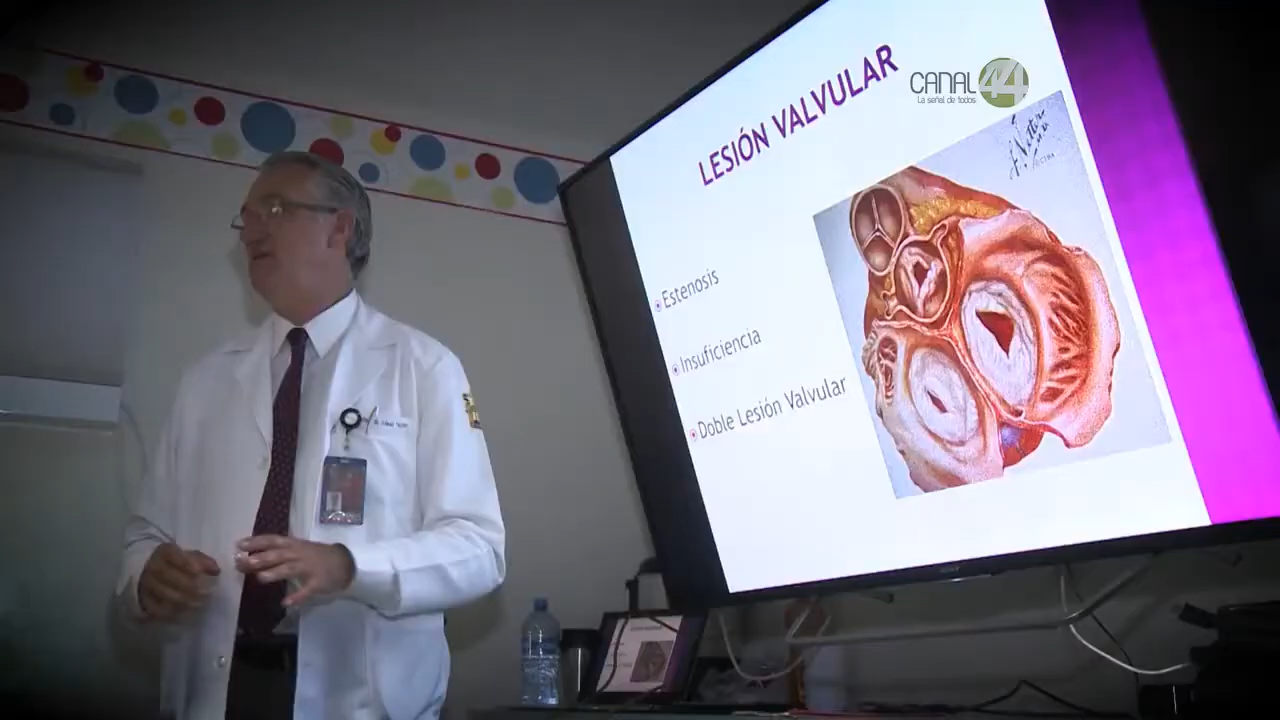 CANAL 44
La señal de todos
LESIÓN VALVULAR
Estenosis
Insuficiencia
Doble Lesión Valvular